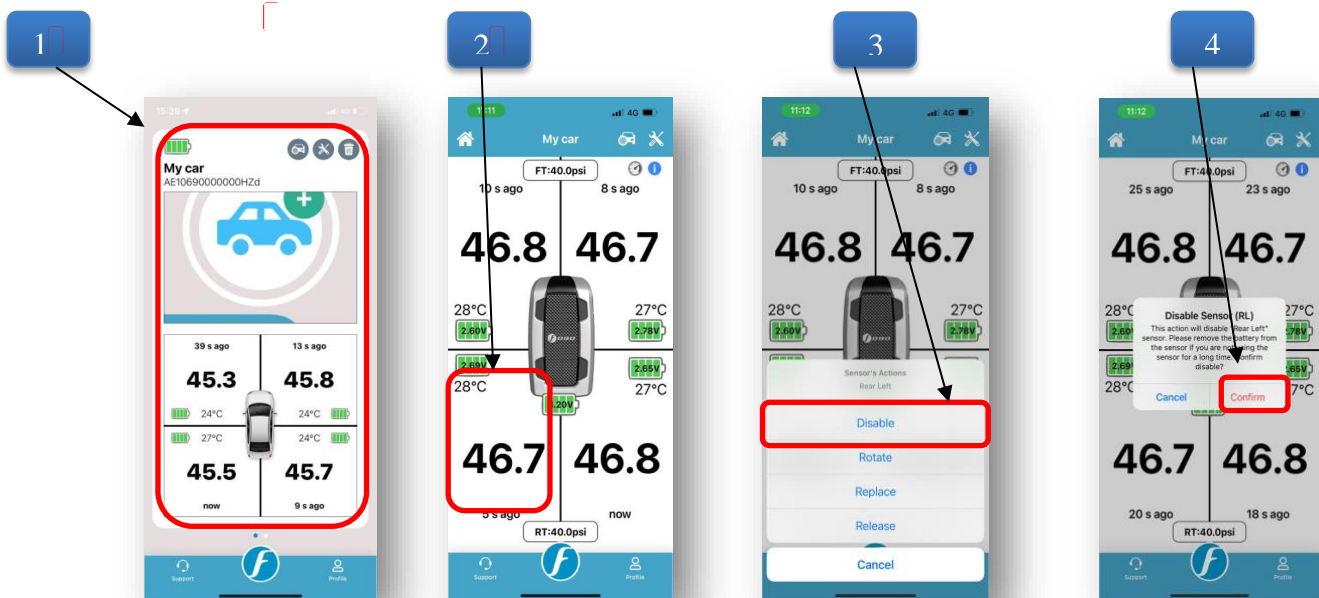 1
2
3
4
15:39
4G
My car
AE10690000000HZd
39 s ago
13 s ago
45.3
45.8
24°C
24°C
27°C
24°C
45.5
45.7
now
9 s ago
Support
Profile
11:11
4G
My car
FT:40.0psi
10 s ago
8 s ago
46.8
46.7
28°C
27°C
2.60V
2.78V
2.69V
2.65V
28°C
27°C
46.7
46.8
5 s ago
now
RT:40.0psi
Support
Profile
11:12
4G
My car
FT:40.0psi
10 s ago
8 s ago
46.8
46.7
28°C
27°C
2.60V
2.78V
Sensor's Actions
Rear Left
Disable
Rotate
Replace
Release
Cancel
11:12
4G
My car
FT:40.0psi
25 s ago
23 s ago
46.8
46.7
28°C
27°C
Disable Sensor (RL)
This action will disable "Rear Left"
sensor. Please remove the battery from
the sensor if you are not using the
sensor for a long time. Confirm
disable?
Cancel
Confirm
46.7
46.8
20 s ago
18 s ago
RT:40.0psi
Support
Profile